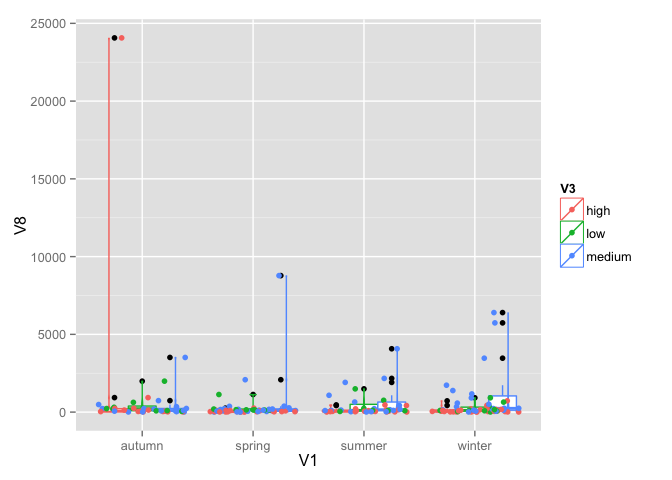 25000
20000
15000
10000
5000
0
V8
autumn spring summer winter
V1
V3
high
low
medium